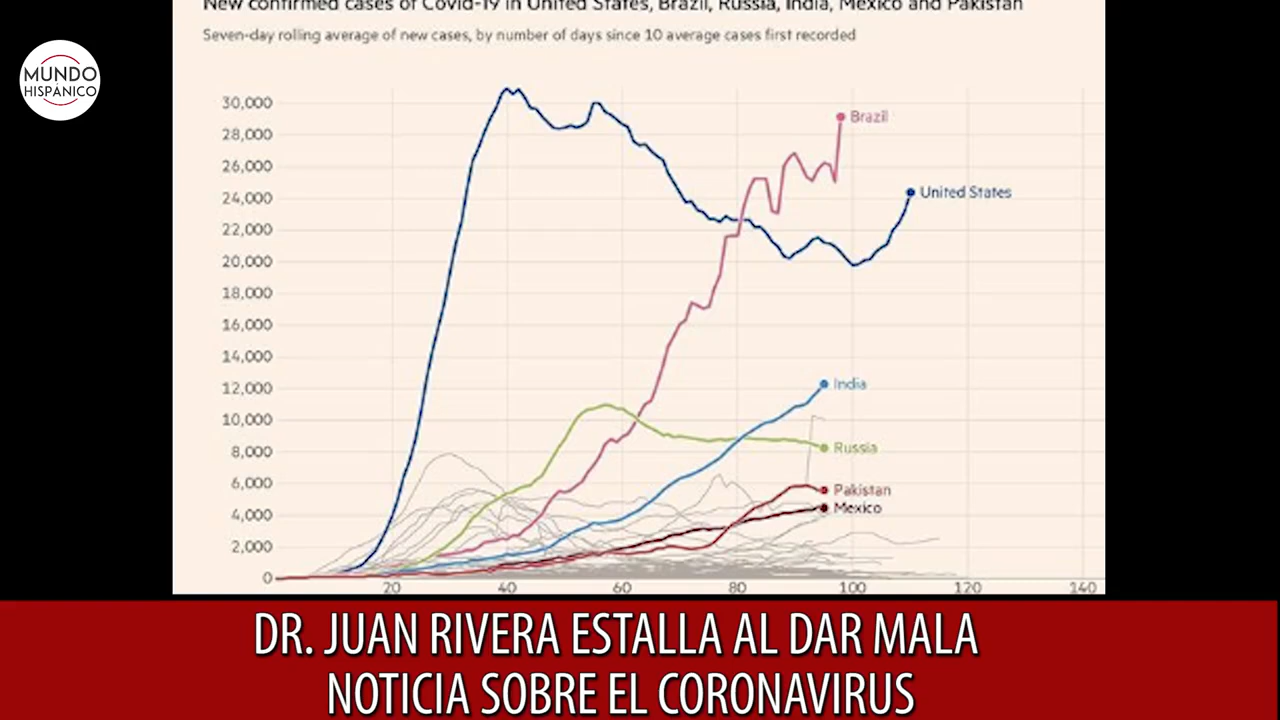 New confirmed cases of Covid-19 in United States, Brazil, Russia, India, Mexico and Pakistan
Seven-day rolling average of new cases, by number of days since 10 average cases first recorded
MUNDO
HISPÁNICO
30,000
28,000
26,000
24,000
22,000
20,000
18,000
16,000
14,000
12,000
10,000
8,000
6,000
4,000
2,000
0
Brazil
United States
India
Russia
Pakistan
Mexico
20 40 60 80 100 120 140
DR. JUAN RIVERA ESTALLA AL DAR MALA
NOTICIA SOBRE EL CORONAVIRUS